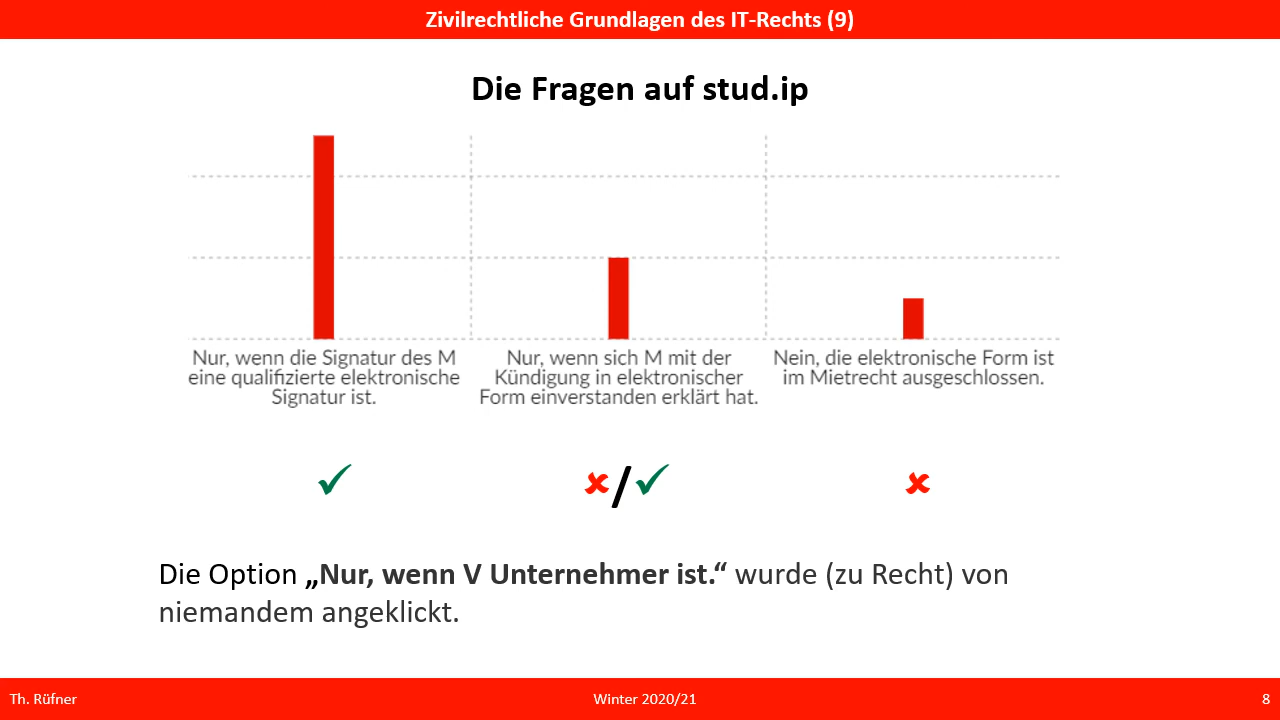 Zivilrechtliche Grundlagen des IT-Rechts (9)
Die Fragen auf stud.ip
Nur, wenn die Signatur des M
eine qualifizierte elektronische
Signatur ist.
Nur, wenn sich M mit der
Kündigung in elektronischer
Form einverstanden erklärt hat.
Nein, die elektronische Form ist
im Mietrecht ausgeschlossen.
✓ ✘/✓ ✘
Die Option „Nur, wenn V Unternehmer ist.“ wurde (zu Recht) von
niemandem angeklickt.
Th. Rüfner Winter 2020/21 8